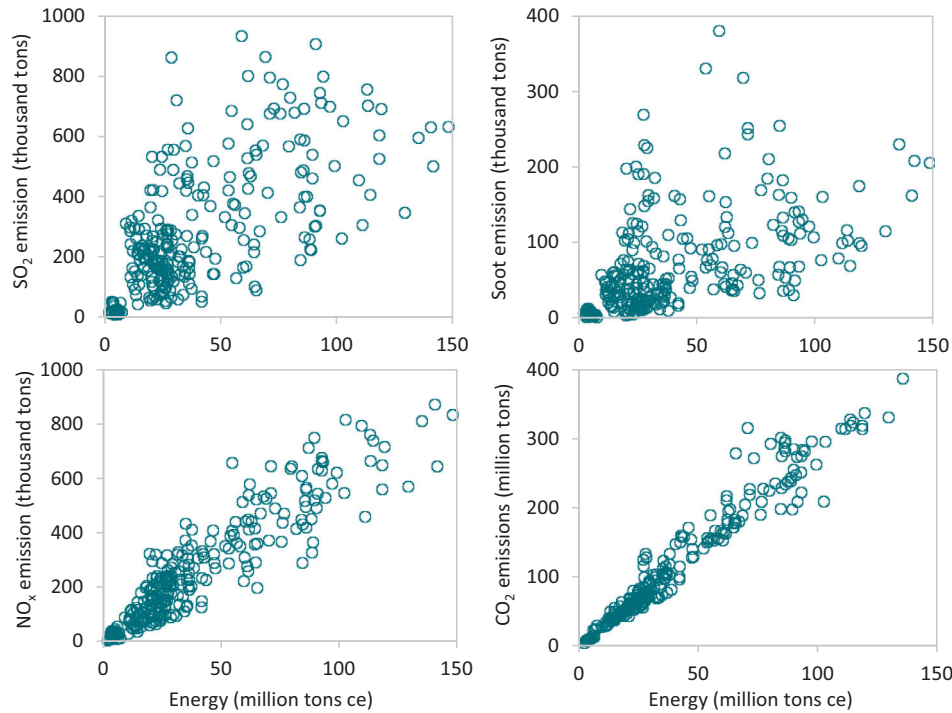 SO2 emission (thousand tons)
1000
800
600
400
200
0
0 50 100 150
Soot emission (thousand tons)
400
300
200
100
0
0 50 100 150
NOx emission (thousand tons)
1000
800
600
400
200
0
0 50 100 150
Energy (million tons ce)
CO2 emissions (million tons)
400
300
200
100
0
0 50 100 150
Energy (million tons ce)